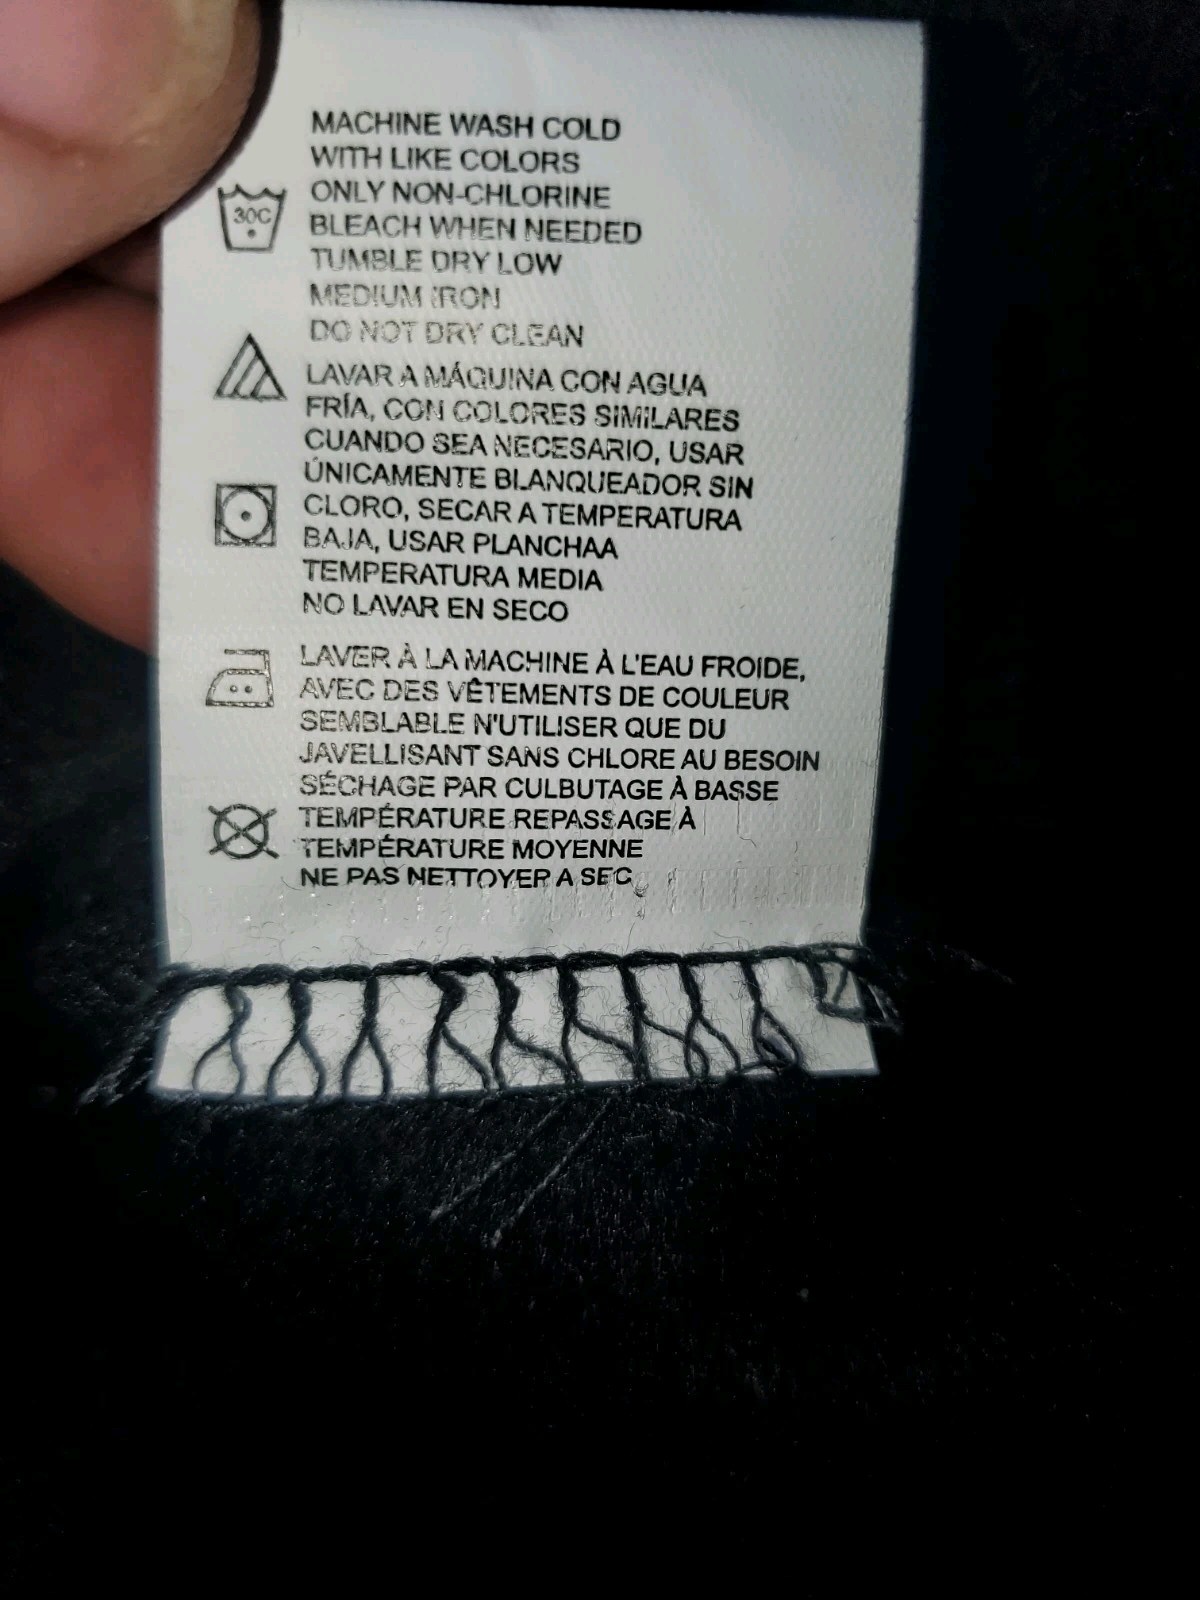 MACHINE WASH COLD
WITH LIKE COLORS
ONLY NON-CHLORINE
BLEACH WHEN NEEDED
TUMBLE DRY LOW
MEDIUM IRON
DO NOT DRY CLEAN
30C
LAVAR A MÁQUINA CON AGUA
FRÍA, CON COLORES SIMILARES
CUANDO SEA NECESARIO, USAR
ÚNICAMENTE BLANQUEADOR SIN
CLORO, SECAR A TEMPERATURA
BAJA, USAR PLANCHAA
TEMPERATURA MEDIA
NO LAVAR EN SECO
LAVER À LA MACHINE À L'EAU FROIDE,
AVEC DES VÊTEMENTS DE COULEUR
SEMBLABLE N'UTILISER QUE DU
JAVELLISANT SANS CHLORE AU BESOIN
SÉCHAGE PAR CULBUTAGE À BASSE
TEMPÉRATURE REPASSAGE À
TEMPÉRATURE MOYENNE
NE PAS NETTOYER A SEC